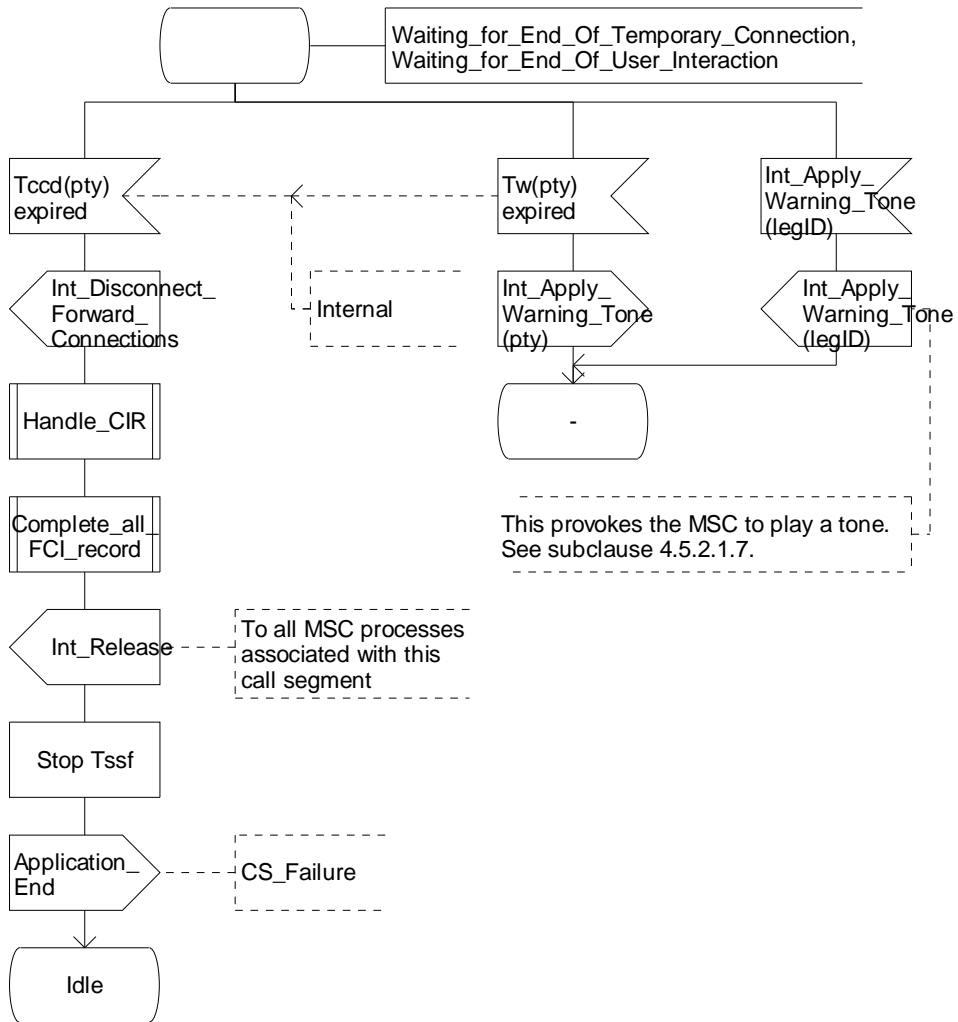 Waiting_for_End_Of_Temporary_Connection,
Waiting_for_End_Of_User_Interaction
Tccd(pty)
expired
Tw(pty)
expired
Int_Apply_
Warning_Tone
(legID)
Int_Disconnect_
Forward_
Connections
Internal
Int_Apply_
Warning_Tone
(pty)
Int_Apply_
Warning_Tone
(legID)
Handle_CIR
-
Complete_all_
FCI_record
This provokes the MSC to play a tone.
See subclause 4.5.2.1.7.
Int_Release
To all MSC processes
associated with this
call segment
Stop Tssf
Application_
End
CS_Failure
Idle